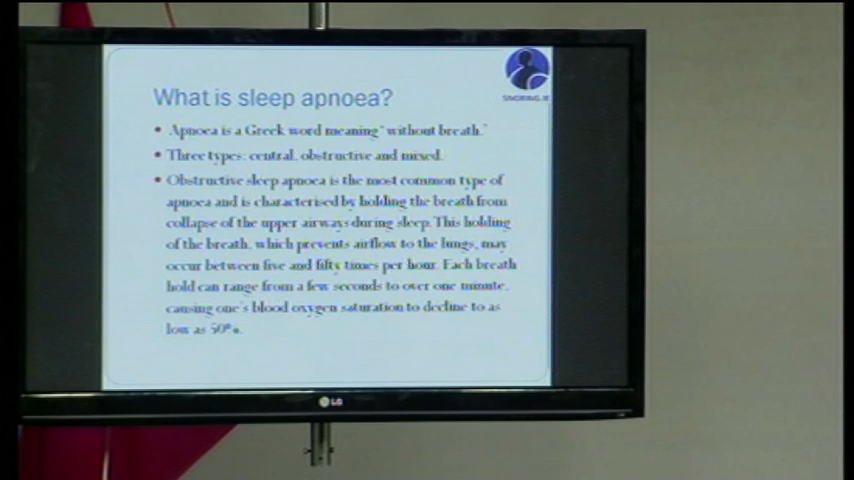 SNORING.IE
What is sleep apnoea?
• Apnoea is a Greek word meaning "without breath."
• Three types: central, obstructive and mixed.
• Obstructive sleep apnoea is the most common type of
apnoea and is characterised by holding the breath from
collapse of the upper airways during sleep. This holding
of the breath, which prevents airflow to the lungs, may
occur between five and fifty times per hour. Each breath
hold can range from a few seconds to over one minute,
causing one's blood oxygen saturation to decline to as
low as 50%.
LG